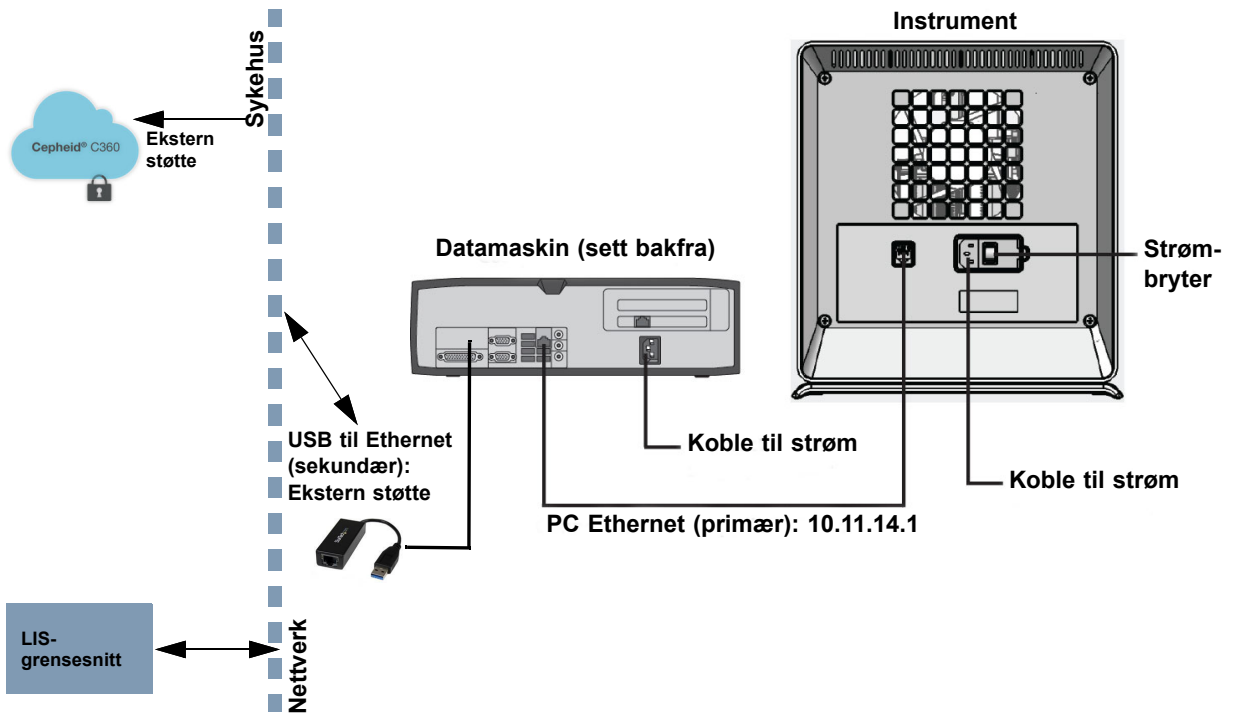 Instrument
Sykehus
Cepheid® C360
Ekstern
støtte
Datamaskin (sett bakfra)
Strøm-
bryter
USB til Ethernet
(sekundær):
Ekstern støtte
Koble til strøm
Koble til strøm
PC Ethernet (primær): 10.11.14.1
LIS-
grensesnitt
Nettverk